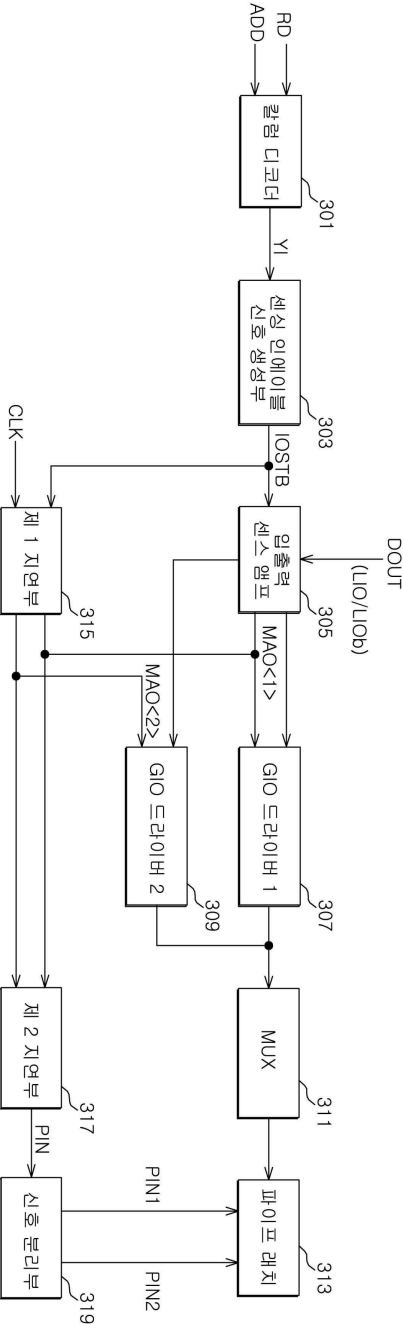 RD
ADD
칼럼 디코더
301
YI
센싱 인에이블
신호 생성부
303
IOSTB
DOUT
(LIO/LIOb)
입출력
센스 앰프
305
CLK
제 1 지연부
315
MAO<1>
MAO<2>
GIO 드라이버 1
307
GIO 드라이버 2
309
MUX
311
제 2 지연부
317
PIN
신호 분리부
319
PIN1
PIN2
파이프 래치
313